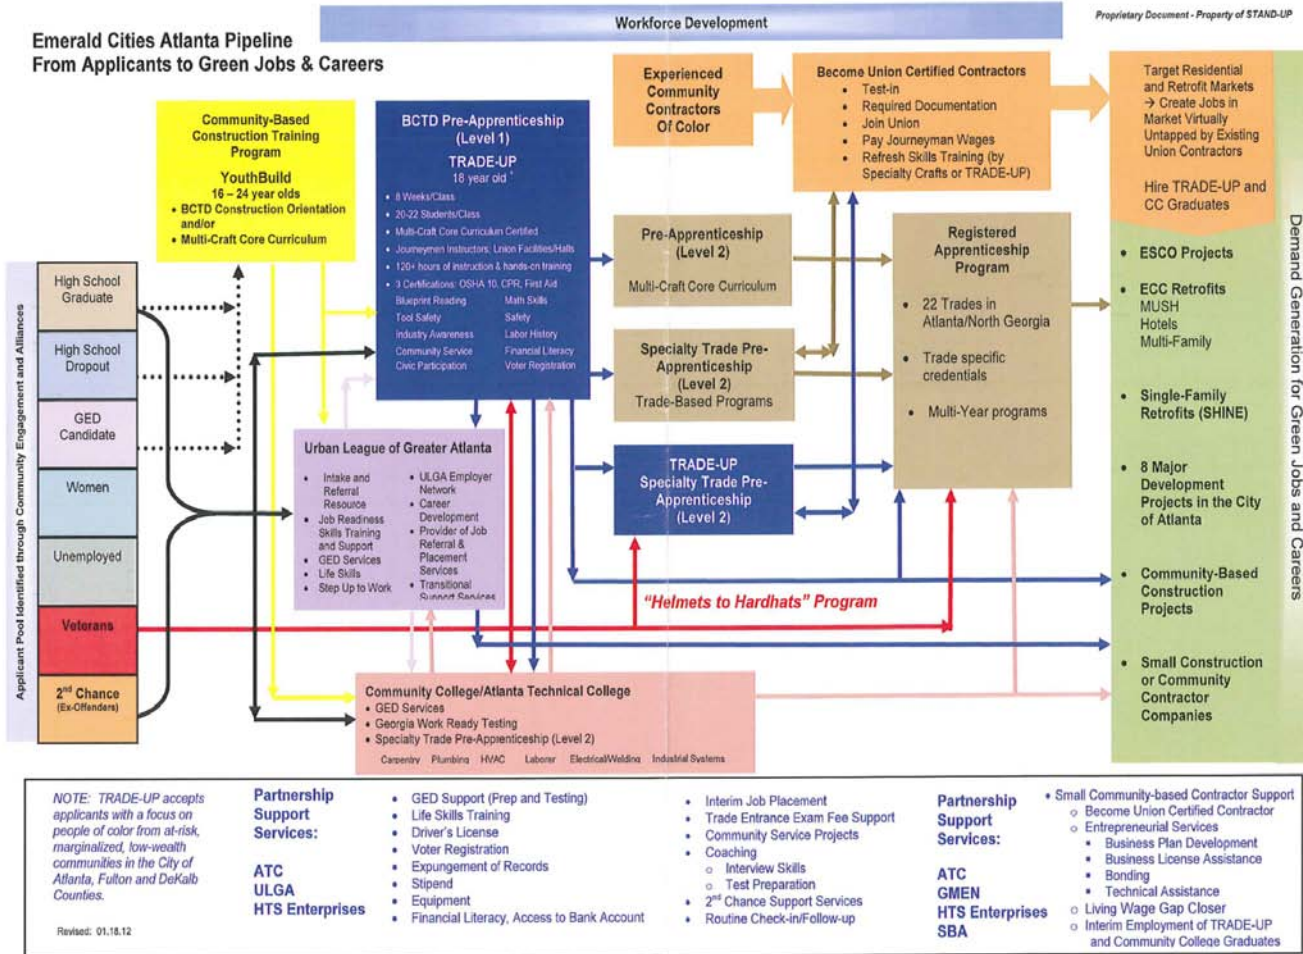 Workforce Development
Proprietary Document - Property of STAND-UP
Emerald Cities Atlanta Pipeline
From Applicants to Green Jobs & Careers
Community-Based
Construction Training
Program
YouthBuild
16 – 24 year olds
• BCTD Construction Orientation
and/or
• Multi-Craft Core Curriculum
BCTD Pre-Apprenticeship
(Level 1)
TRADE-UP
18 year old +
• 8 Weeks/Class
• 20-22 Students/Class
• Multi-Craft Core Curriculum Certified
• Journeymen Instructors, Union Facilities/Halls
• 120+ hours of instruction & hands-on training
• 3 Certifications: OSHA 10, CPR, First Aid
Blueprint Reading Math Skills
Tool Safety Safety
Industry Awareness Labor History
Community Service Financial Literacy
Civic Participation Voter Registration
Experienced
Community
Contractors
Of Color
Become Union Certified Contractors
• Test-in
• Required Documentation
• Join Union
• Pay Journeyman Wages
• Refresh Skills Training (by
Specialty Crafts or TRADE-UP)
Target Residential
and Retrofit Markets
→ Create Jobs in
Market Virtually
Untapped by Existing
Union Contractors
Hire TRADE-UP and
CC Graduates
Pre-Apprenticeship
(Level 2)
Multi-Craft Core Curriculum
Specialty Trade Pre-
Apprenticeship
(Level 2)
Trade-Based Programs
TRADE-UP
Specialty Trade Pre-
Apprenticeship
(Level 2)
Registered
Apprenticeship
Program
• 22 Trades in
Atlanta/North Georgia
• Trade specific
credentials
• Multi-Year programs
• ESCO Projects
• ECC Retrofits
MUSH
Hotels
Multi-Family
• Single-Family
Retrofits (SHINE)
• 8 Major
Development
Projects in the City
of Atlanta
• Community-Based
Construction
Projects
• Small Construction
or Community
Contractor
Companies
Demand Generation for Green Jobs and Careers
Applicant Pool Identified through Community Engagement and Alliances
High School
Graduate
High School
Dropout
GED
Candidate
Women
Unemployed
Veterans
2nd Chance
(Ex-Offenders)
Urban League of Greater Atlanta
• Intake and
Referral
Resource
• Job Readiness
Skills Training
and Support
• GED Services
• Life Skills
• Step Up to Work
• ULGA Employer
Network
• Career
Development
• Provider of Job
Referral &
Placement
Services
• Transitional
Support Services
"Helmets to Hardhats" Program
Community College/Atlanta Technical College
• GED Services
• Georgia Work Ready Testing
• Specialty Trade Pre-Apprenticeship (Level 2)
Carpentry Plumbing HVAC Laborer Electrical/Welding Industrial Systems
NOTE: TRADE-UP accepts
applicants with a focus on
people of color from at-risk,
marginalized, low-wealth
communities in the City of
Atlanta, Fulton and DeKalb
Counties.
Revised: 01.18.12
Partnership
Support
Services:
ATC
ULGA
HTS Enterprises
• GED Support (Prep and Testing)
• Life Skills Training
• Driver's License
• Voter Registration
• Expungement of Records
• Stipend
• Equipment
• Financial Literacy, Access to Bank Account
• Interim Job Placement
• Trade Entrance Exam Fee Support
• Community Service Projects
• Coaching
o Interview Skills
o Test Preparation
• 2nd Chance Support Services
• Routine Check-in/Follow-up
Partnership
Support
Services:
ATC
GMEN
HTS Enterprises
SBA
• Small Community-based Contractor Support
o Become Union Certified Contractor
o Entrepreneurial Services
▪ Business Plan Development
▪ Business License Assistance
▪ Bonding
▪ Technical Assistance
o Living Wage Gap Closer
o Interim Employment of TRADE-UP
and Community College Graduates